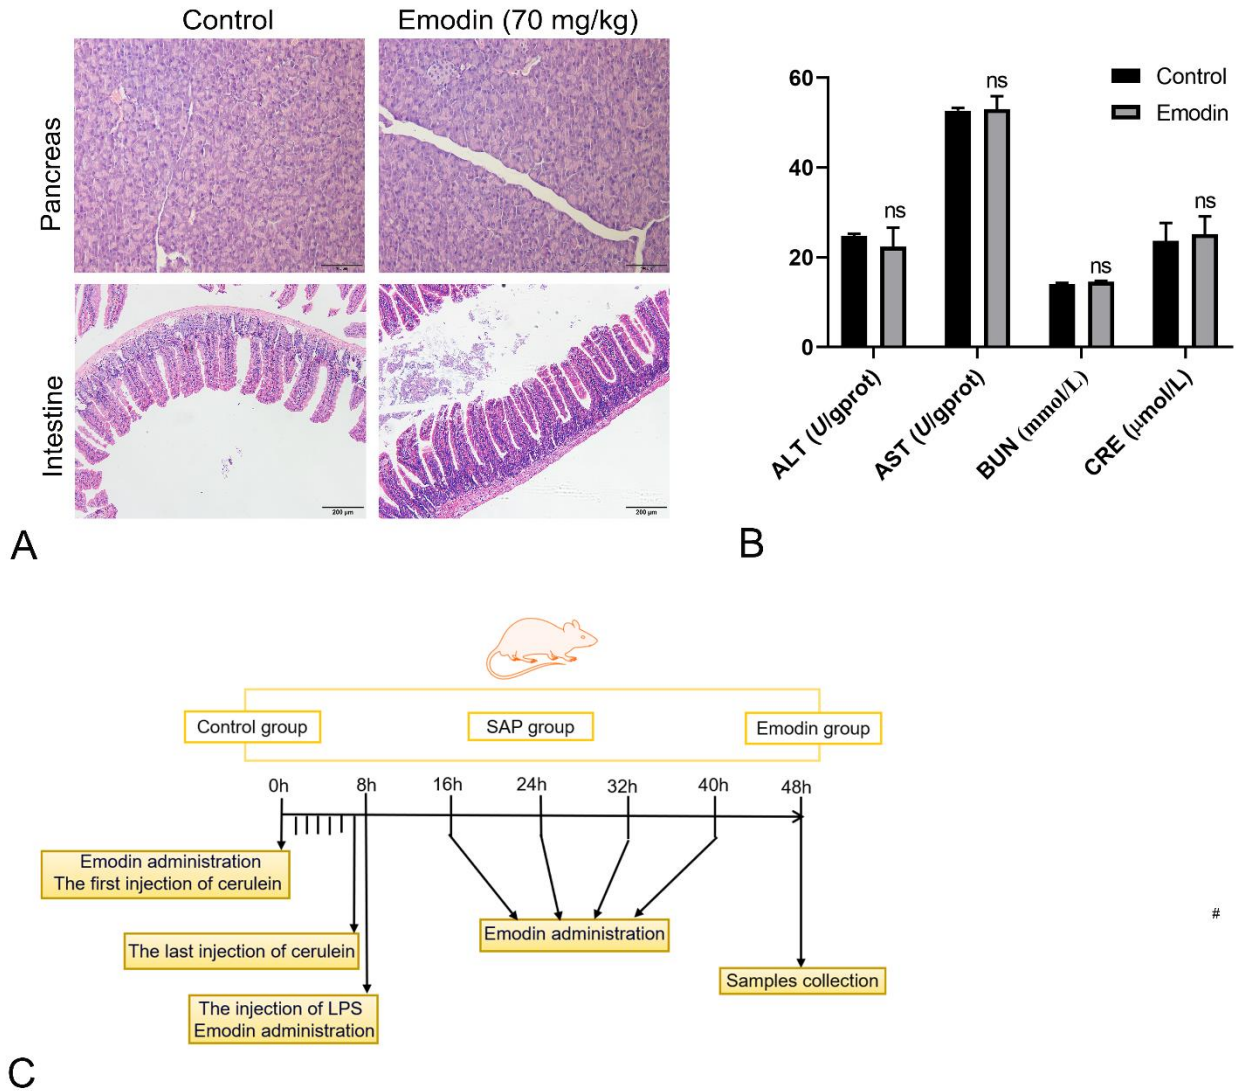 Control
Emodin (70 mg/kg)
Pancreas
Intestine
200 μm
200 μm
A
60
40
20
0
Control
Emodin
ns
ns
ns
ns
ALT (U/gprot)
AST (U/gprot)
BUN (mmol/L)
CRE (μmol/L)
B
Control group
SAP group
Emodin group
0h
8h
16h
24h
32h
40h
48h
Emodin administration
The first injection of cerulein
The last injection of cerulein
The injection of LPS
Emodin administration
Emodin administration
Samples collection
#
C